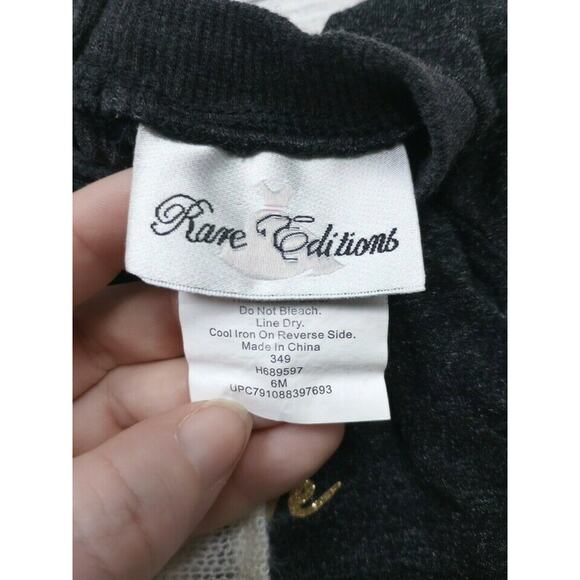 Rare Editions
Do Not Bleach.
Line Dry.
Cool Iron On Reverse Side.
Made In China
349
H689597
6M
UPC791088397693